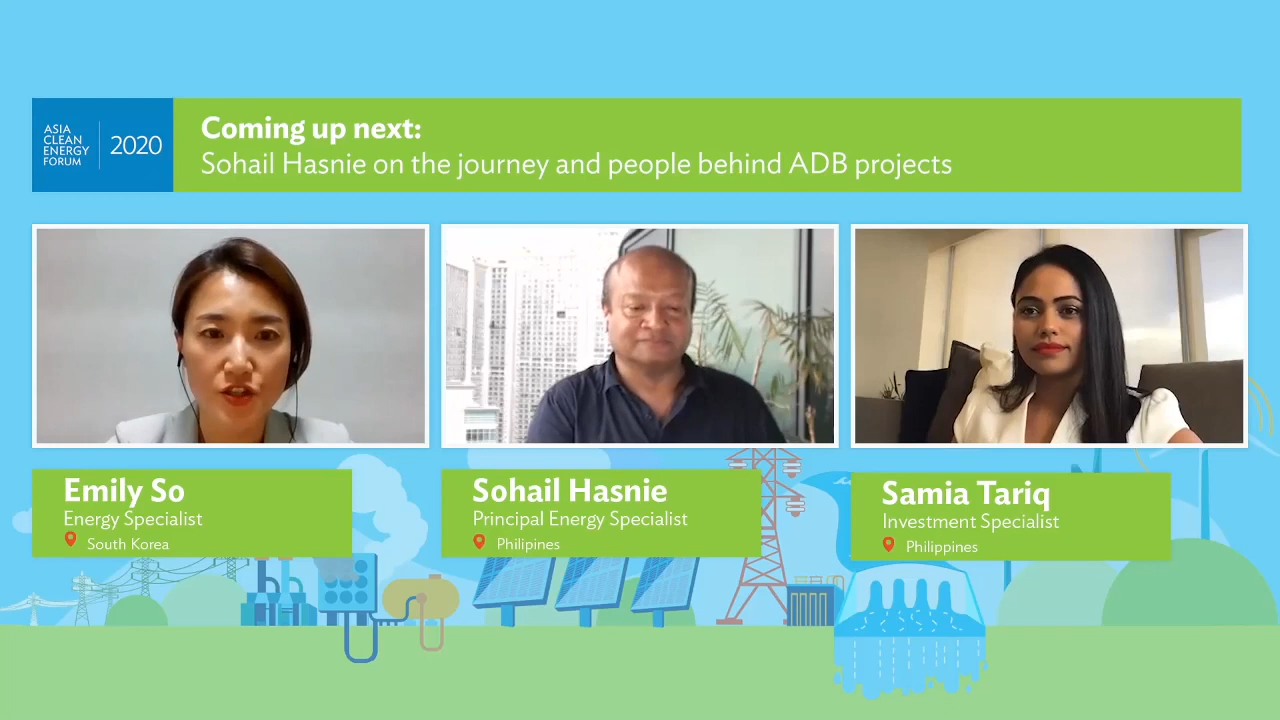 ASIA
CLEAN
ENERGY
FORUM
2020
Coming up next:
Sohail Hasnie on the journey and people behind ADB projects
Emily So
Energy Specialist
South Korea
Sohail Hasnie
Principal Energy Specialist
Philipines
Samia Tariq
Investment Specialist
Philippines